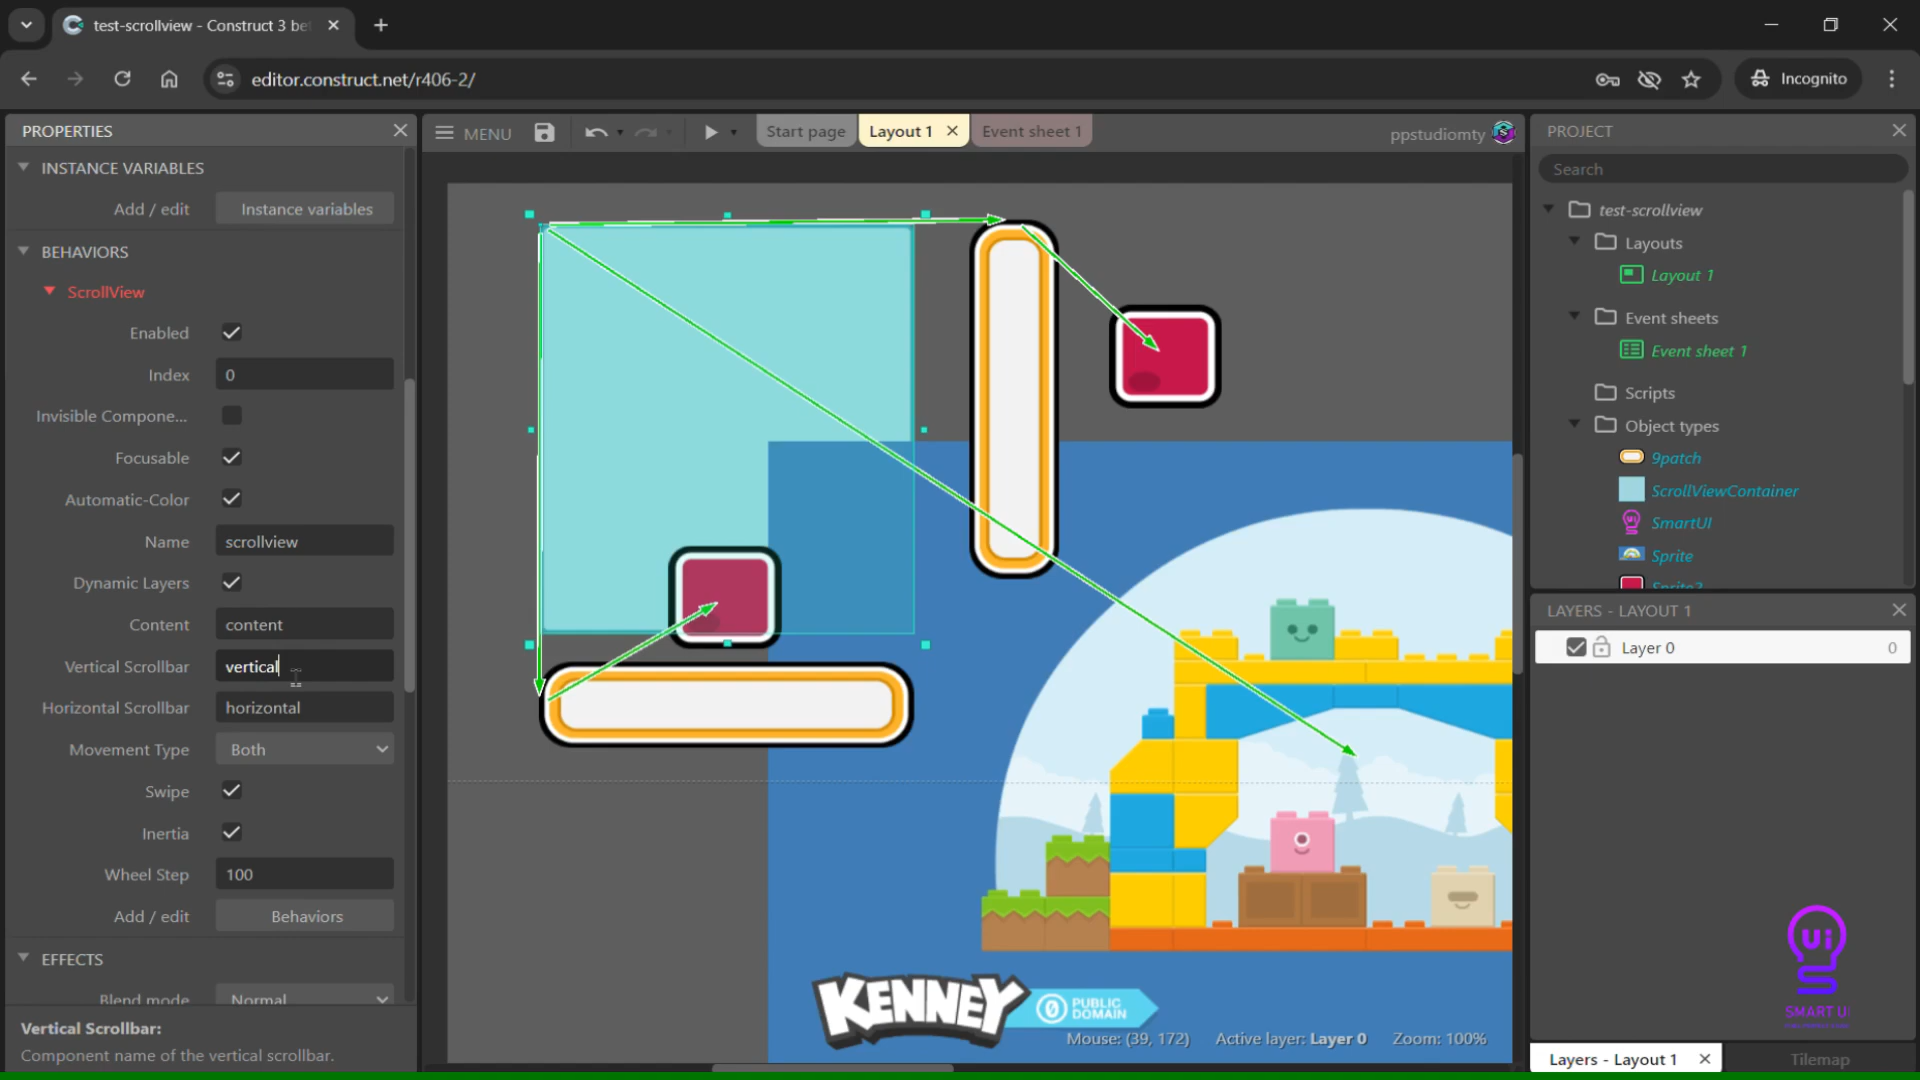 test-scrollview - Construct 3 be
editor.construct.net/r406-2/
Incognito
PROPERTIES
INSTANCE VARIABLES
Add / edit
Instance variables
BEHAVIORS
ScrollView
Enabled
Index
0
Invisible Compone...
Focusable
Automatic-Color
Name
scrollview
Dynamic Layers
Content
content
Vertical Scrollbar
vertical
Horizontal Scrollbar
horizontal
Movement Type
Both
Swipe
Inertia
Wheel Step
100
Add / edit
Behaviors
EFFECTS
Blend mode
Normal
Vertical Scrollbar:
Component name of the vertical scrollbar.
MENU
Start page
Layout 1
Event sheet 1
ppstudiomty
KENNEY
PUBLIC
DOMAIN
Mouse: (39, 172)
Active layer: Layer 0
Zoom: 100%
PROJECT
Search
test-scrollview
Layouts
Layout 1
Event sheets
Event sheet 1
Scripts
Object types
9patch
ScrollViewContainer
SmartUI
Sprite
Sprite2
LAYERS - LAYOUT 1
Layer 0
0
Ui
SMART UI
Layers - Layout 1
Tilemap